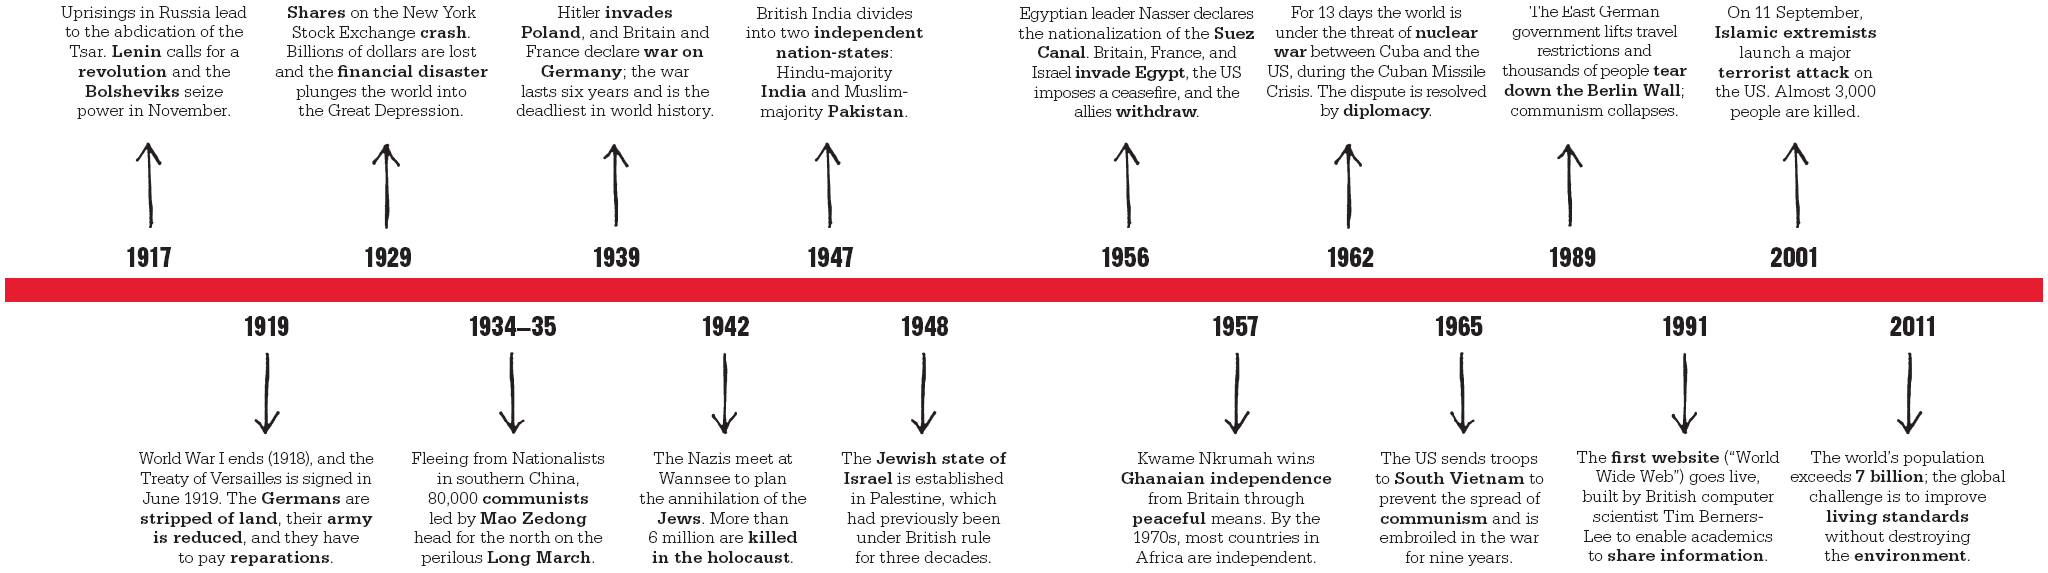 Uprisings in Russia lead
to the abdication of the
Tsar. Lenin calls for a
revolution and the
Bolsheviks seize
power in November.
1917
Shares on the New York
Stock Exchange crash.
Billions of dollars are lost
and the financial disaster
plunges the world into
the Great Depression.
1929
Hitler invades
Poland, and Britain and
France declare war on
Germany; the war
lasts six years and is the
deadliest in world history.
1939
British India divides
into two independent
nation-states:
Hindu-majority
India and Muslim-
majority Pakistan.
1947
Egyptian leader Nasser declares
the nationalization of the Suez
Canal. Britain, France, and
Israel invade Egypt, the US
imposes a ceasefire, and the
allies withdraw.
1956
For 13 days the world is
under the threat of nuclear
war between Cuba and the
US, during the Cuban Missile
Crisis. The dispute is resolved
by diplomacy.
1962
The East German
government lifts travel
restrictions and
thousands of people tear
down the Berlin Wall;
communism collapses.
1989
On 11 September,
Islamic extremists
launch a major
terrorist attack on
the US. Almost 3,000
people are killed.
2001
1919
World War I ends (1918), and the
Treaty of Versailles is signed in
June 1919. The Germans are
stripped of land, their army
is reduced, and they have
to pay reparations.
1934–35
Fleeing from Nationalists
in southern China,
80,000 communists
led by Mao Zedong
head for the north on the
perilous Long March.
1942
The Nazis meet at
Wannsee to plan
the annihilation of the
Jews. More than
6 million are killed
in the holocaust.
1948
The Jewish state of
Israel is established
in Palestine, which
had previously been
under British rule
for three decades.
1957
Kwame Nkrumah wins
Ghanaian independence
from Britain through
peaceful means. By the
1970s, most countries in
Africa are independent.
1965
The US sends troops
to South Vietnam to
prevent the spread of
communism and is
embroiled in the war
for nine years.
1991
The first website (“World
Wide Web”) goes live,
built by British computer
scientist Tim Berners-
Lee to enable academics
to share information.
2011
The world’s population
exceeds 7 billion; the global
challenge is to improve
living standards
without destroying
the environment.